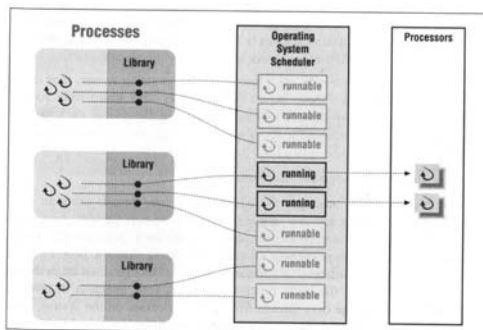 Processes
Library
Library
Library
Operating
System
Scheduler
runnable
runnable
runnable
running
running
runnable
runnable
runnable
Processors